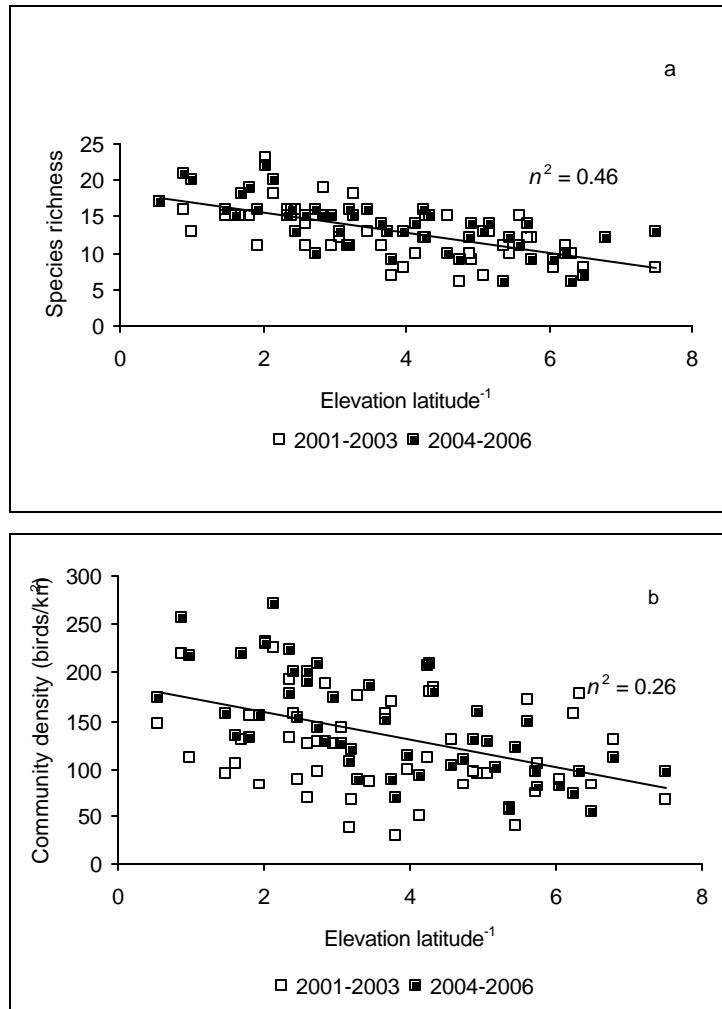 a
25
20
15
10
5
0
Species richness
n² = 0.46
0 2 4 6 8
Elevation latitude⁻¹
□ 2001-2003 ▣ 2004-2006
b
300
250
200
150
100
50
0
Community density (birds/km²)
n² = 0.26
0 2 4 6 8
Elevation latitude⁻¹
□ 2001-2003 ▣ 2004-2006